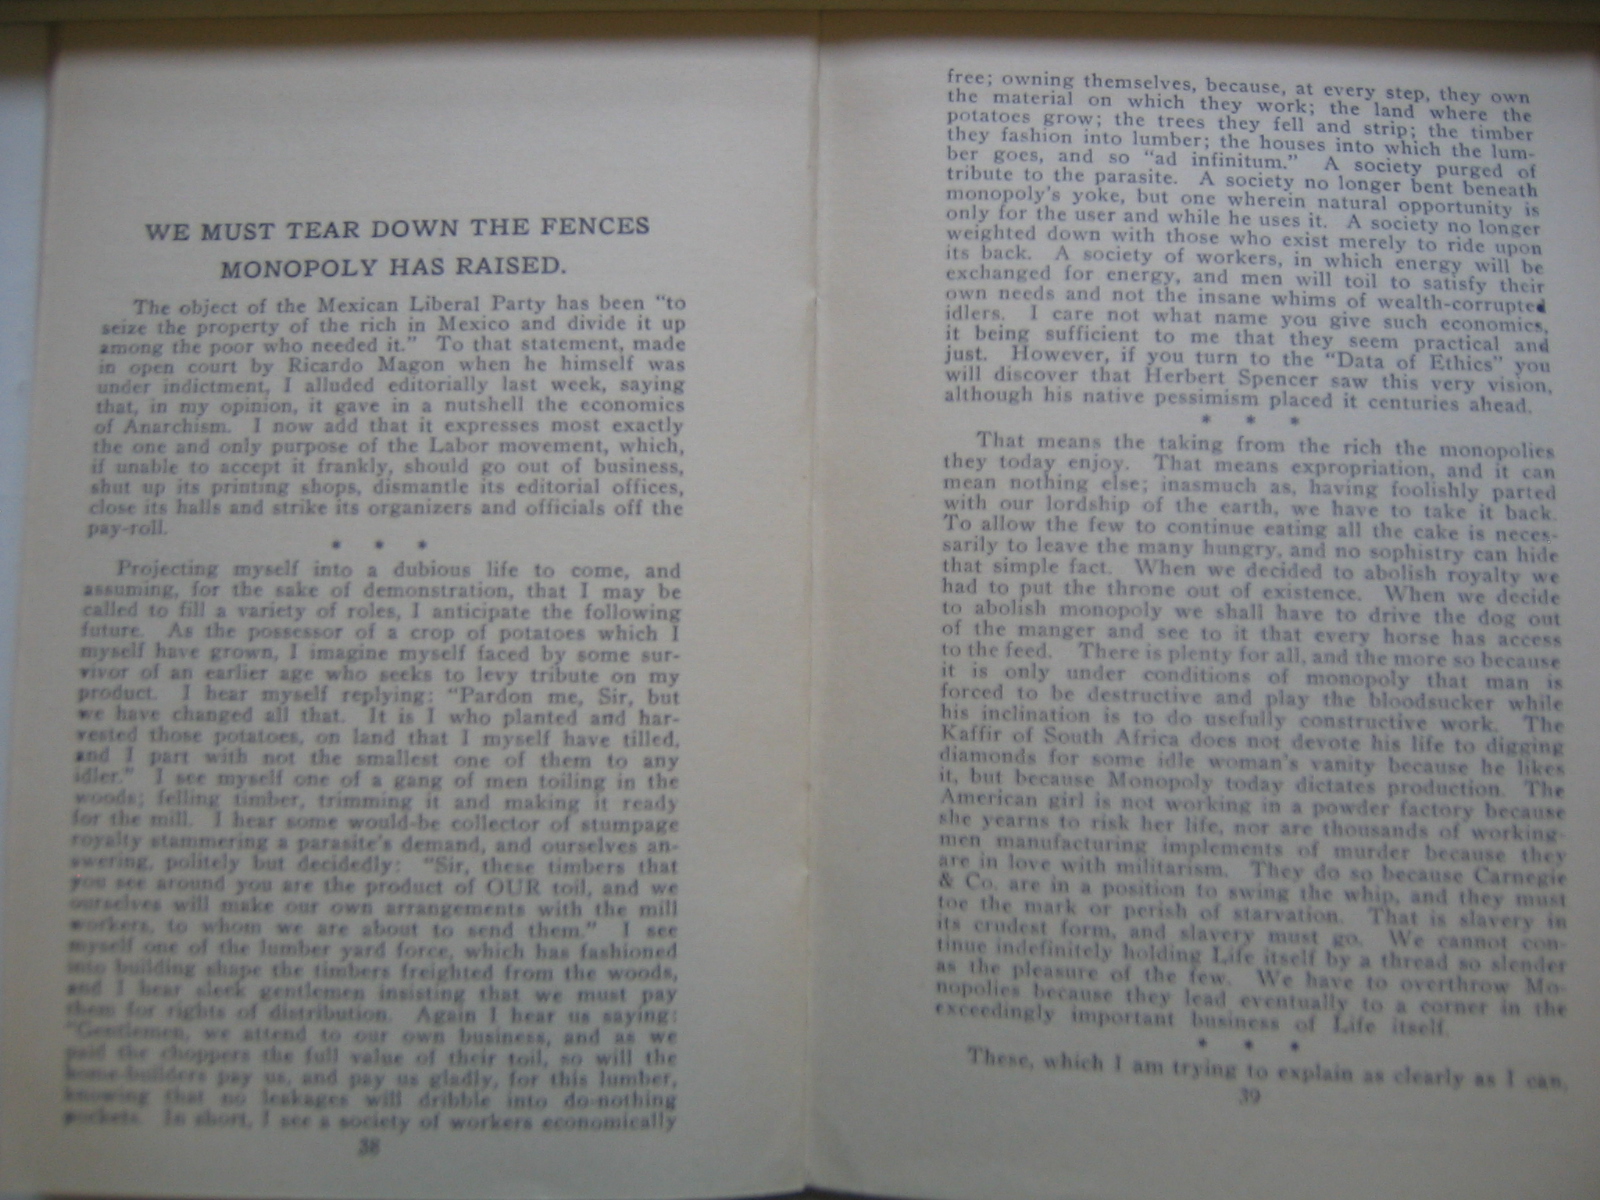 WE MUST TEAR DOWN THE FENCES
MONOPOLY HAS RAISED.
The object of the Mexican Liberal Party has been "to
seize the property of the rich in Mexico and divide it up
among the poor who needed it." To that statement, made
in open court by Ricardo Magon when he himself was
under indictment, I alluded editorially last week, saying
that, in my opinion, it gave in a nutshell the economics
of Anarchism. I now add that it expresses most exactly
the one and only purpose of the Labor movement, which,
if unable to accept it frankly, should go out of business,
shut up its printing shops, dismantle its editorial offices,
close its halls and strike its organizers and officials off the
pay-roll.
* * *
Projecting myself into a dubious life to come, and
assuming, for the sake of demonstration, that I may be
called to fill a variety of roles, I anticipate the following
future. As the possessor of a crop of potatoes which I
myself have grown, I imagine myself faced by some sur-
vivor of an earlier age who seeks to levy tribute on my
product. I hear myself replying: "Pardon me, Sir, but
we have changed all that. It is I who planted and har-
vested those potatoes, on land that I myself have tilled,
and I part with not the smallest one of them to any
idler." I see myself one of a gang of men toiling in the
woods; felling timber, trimming it and making it ready
for the mill. I hear some would-be collector of stumpage
royalty stammering a parasite's demand, and ourselves an-
swering, politely but decidedly: "Sir, these timbers that
you see around you are the product of OUR toil, and we
ourselves will make our own arrangements with the mill
workers, to whom we are about to send them." I see
myself one of the lumber yard force, which has fashioned
into building shape the timbers freighted from the woods,
and I hear sleek gentlemen insisting that we must pay
them for rights of distribution. Again I hear us saying:
"Gentlemen, we attend to our own business, and as we
paid the choppers the full value of their toil, so will the
home-builders pay us, and pay us gladly, for this lumber,
knowing that no leakages will dribble into do-nothing
pockets. In short, I see a society of workers economically
38
free; owning themselves, because, at every step, they own
the material on which they work; the land where the
potatoes grow; the trees they fell and strip; the timber
they fashion into lumber; the houses into which the lum-
ber goes, and so "ad infinitum." A society purged of
tribute to the parasite. A society no longer bent beneath
monopoly's yoke, but one wherein natural opportunity is
only for the user and while he uses it. A society no longer
weighted down with those who exist merely to ride upon
its back. A society of workers, in which energy will be
exchanged for energy, and men will toil to satisfy their
own needs and not the insane whims of wealth-corrupted
idlers. I care not what name you give such economics,
it being sufficient to me that they seem practical and
just. However, if you turn to the "Data of Ethics" you
will discover that Herbert Spencer saw this very vision,
although his native pessimism placed it centuries ahead.
* * *
That means the taking from the rich the monopolies
they today enjoy. That means expropriation, and it can
mean nothing else; inasmuch as, having foolishly parted
with our lordship of the earth, we have to take it back.
To allow the few to continue eating all the cake is neces-
sarily to leave the many hungry, and no sophistry can hide
that simple fact. When we decided to abolish royalty we
had to put the throne out of existence. When we decide
to abolish monopoly we shall have to drive the dog out
of the manger and see to it that every horse has access
to the feed. There is plenty for all, and the more so because
it is only under conditions of monopoly that man is
forced to be destructive and play the bloodsucker while
his inclination is to do usefully constructive work. The
Kaffir of South Africa does not devote his life to digging
diamonds for some idle woman's vanity because he likes
it, but because Monopoly today dictates production. The
American girl is not working in a powder factory because
she yearns to risk her life, nor are thousands of working-
men manufacturing implements of murder because they
are in love with militarism. They do so because Carnegie
& Co. are in a position to swing the whip, and they must
toe the mark or perish of starvation. That is slavery in
its crudest form, and slavery must go. We cannot con-
tinue indefinitely holding Life itself by a thread so slender
as the pleasure of the few. We have to overthrow Mo-
nopolies because they lead eventually to a corner in the
exceedingly important business of Life itself.
* * *
These, which I am trying to explain as clearly as I can,
39